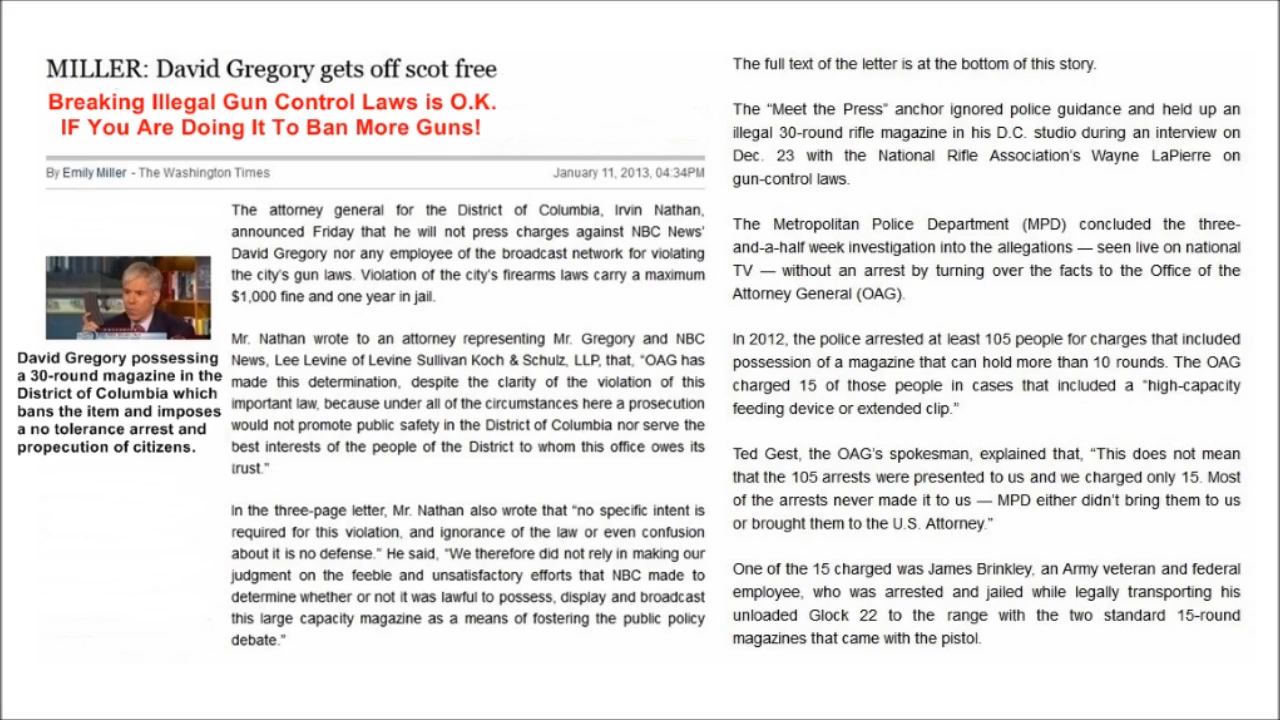 MILLER: David Gregory gets off scot free
Breaking Illegal Gun Control Laws is O.K.
IF You Are Doing It To Ban More Guns!
By Emily Miller - The Washington Times January 11, 2013, 04:34PM
David Gregory possessing
a 30-round magazine in the
District of Columbia which
bans the item and imposes
a no tolerance arrest and
propecution of citizens.
The attorney general for the District of Columbia, Irvin Nathan,
announced Friday that he will not press charges against NBC News'
David Gregory nor any employee of the broadcast network for violating
the city's gun laws. Violation of the city's firearms laws carry a maximum
$1,000 fine and one year in jail.
Mr. Nathan wrote to an attorney representing Mr. Gregory and NBC
News, Lee Levine of Levine Sullivan Koch & Schulz, LLP, that, “OAG has
made this determination, despite the clarity of the violation of this
important law, because under all of the circumstances here a prosecution
would not promote public safety in the District of Columbia nor serve the
best interests of the people of the District to whom this office owes its
trust.”
In the three-page letter, Mr. Nathan also wrote that “no specific intent is
required for this violation, and ignorance of the law or even confusion
about it is no defense.” He said, “We therefore did not rely in making our
judgment on the feeble and unsatisfactory efforts that NBC made to
determine whether or not it was lawful to possess, display and broadcast
this large capacity magazine as a means of fostering the public policy
debate.”
The full text of the letter is at the bottom of this story.
The “Meet the Press” anchor ignored police guidance and held up an
illegal 30-round rifle magazine in his D.C. studio during an interview on
Dec. 23 with the National Rifle Association's Wayne LaPierre on
gun-control laws.
The Metropolitan Police Department (MPD) concluded the three-
and-a-half week investigation into the allegations — seen live on national
TV — without an arrest by turning over the facts to the Office of the
Attorney General (OAG).
In 2012, the police arrested at least 105 people for charges that included
possession of a magazine that can hold more than 10 rounds. The OAG
charged 15 of those people in cases that included a “high-capacity
feeding device or extended clip.”
Ted Gest, the OAG's spokesman, explained that, “This does not mean
that the 105 arrests were presented to us and we charged only 15. Most
of the arrests never made it to us — MPD either didn't bring them to us
or brought them to the U.S. Attorney.”
One of the 15 charged was James Brinkley, an Army veteran and federal
employee, who was arrested and jailed while legally transporting his
unloaded Glock 22 to the range with the two standard 15-round
magazines that came with the pistol.